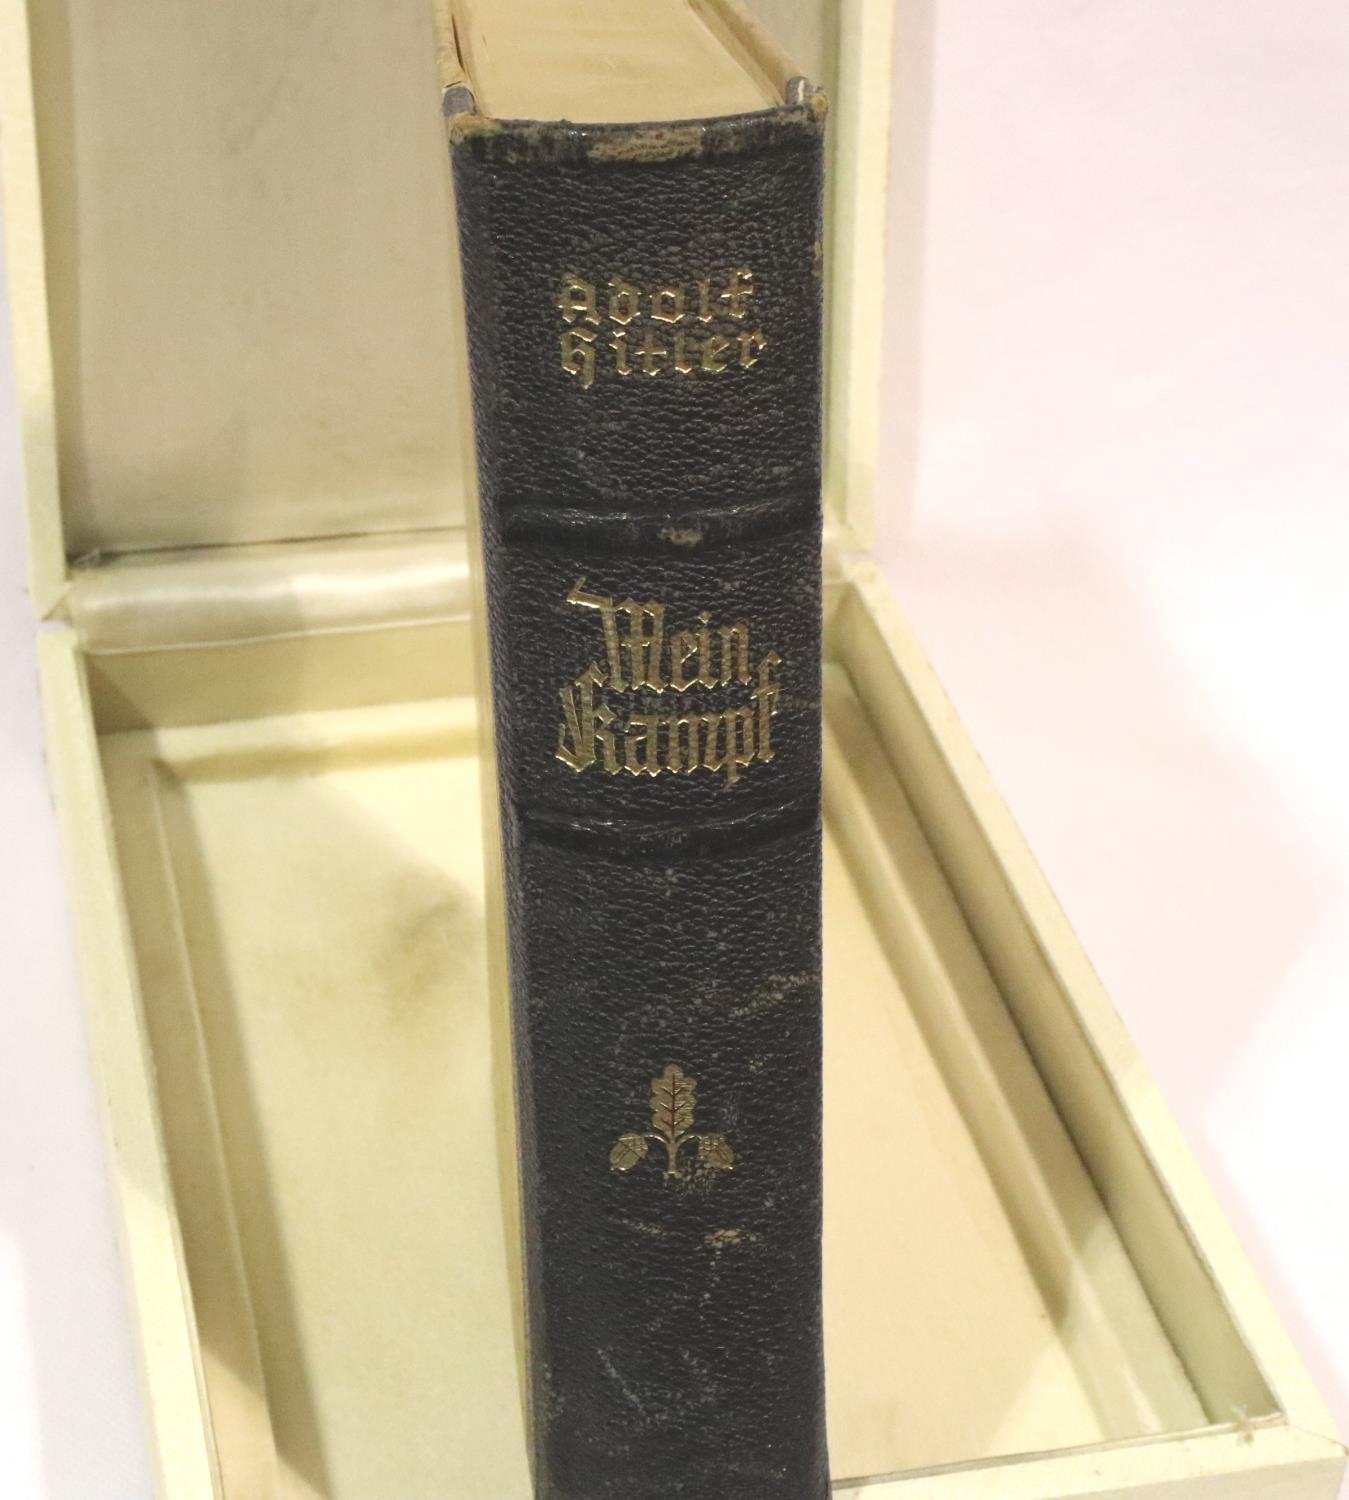 Adolf
Hitler
Mein
Kampf